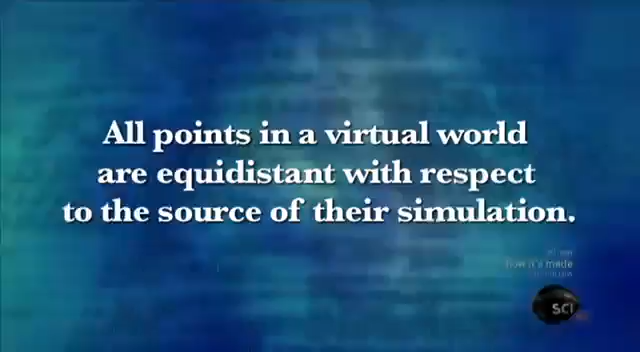 All points in a virtual world
are equidistant with respect
to the source of their simulation.
how it's made
SCI